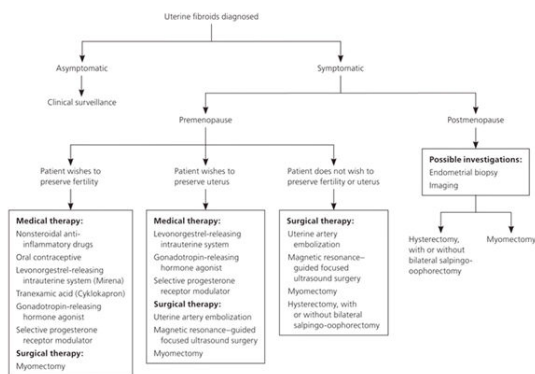 Uterine fibroids diagnosed
Asymptomatic
Symptomatic
Clinical surveillance
Premenopause
Postmenopause
Patient wishes to
preserve fertility
Patient wishes to
preserve uterus
Patient does not wish to
preserve fertility or uterus
Possible investigations:
Endometrial biopsy
Imaging
Medical therapy:
Nonsteroidal anti-
inflammatory drugs
Oral contraceptive
Levonorgestrel-releasing
intrauterine system (Mirena)
Tranexamic acid (Cyklokapron)
Gonadotropin-releasing
hormone agonist
Selective progesterone
receptor modulator
Surgical therapy:
Myomectomy
Medical therapy:
Levonorgestrel-releasing
intrauterine system
Gonadotropin-releasing
hormone agonist
Selective progesterone
receptor modulator
Surgical therapy:
Uterine artery embolization
Magnetic resonance–guided
focused ultrasound surgery
Myomectomy
Surgical therapy:
Uterine artery
embolization
Magnetic resonance–
guided focused
ultrasound surgery
Myomectomy
Hysterectomy, with
or without bilateral
salpingo-oophorectomy
Hysterectomy,
with or without
bilateral salpingo-
oophorectomy
Myomectomy